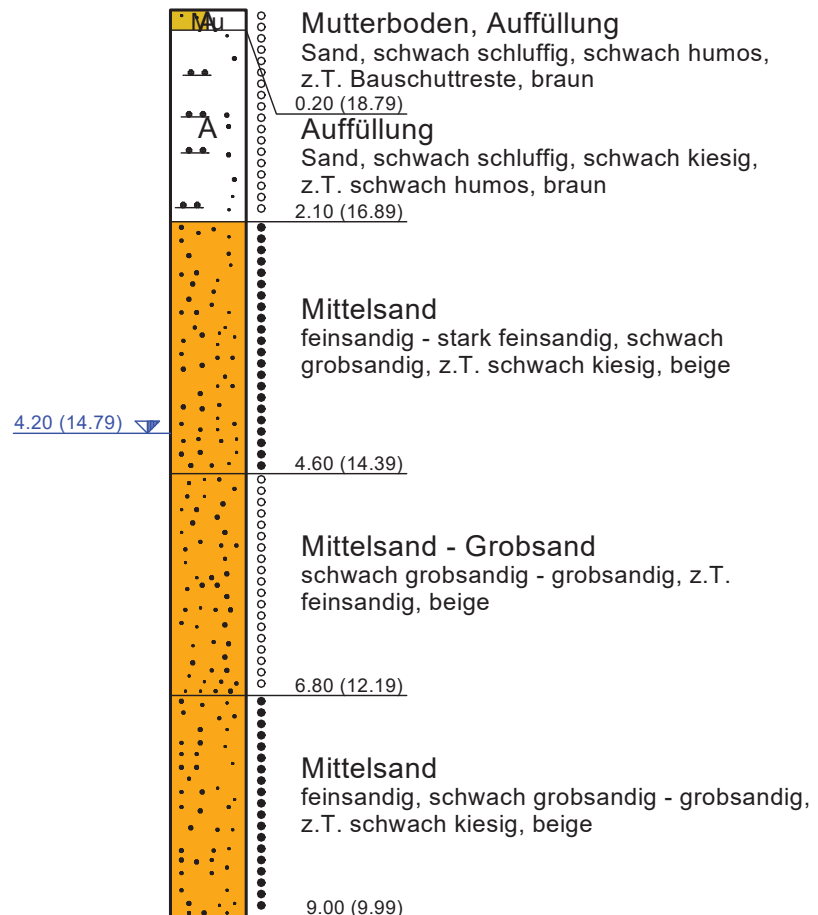 Mu
A
Mutterboden, Auffüllung
Sand, schwach schluffig, schwach humos,
z.T. Bauschuttreste, braun
0.20 (18.79)
A
Auffüllung
Sand, schwach schluffig, schwach kiesig,
z.T. schwach humos, braun
2.10 (16.89)
Mittelsand
feinsandig - stark feinsandig, schwach
grobsandig, z.T. schwach kiesig, beige
4.20 (14.79)
4.60 (14.39)
Mittelsand - Grobsand
schwach grobsandig - grobsandig, z.T.
feinsandig, beige
6.80 (12.19)
Mittelsand
feinsandig, schwach grobsandig - grobsandig,
z.T. schwach kiesig, beige
9.00 (9.99)